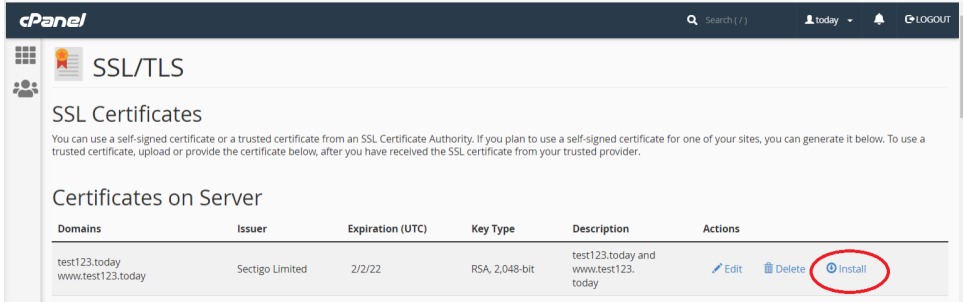 cPanel
Search ( / )
today
LOGOUT
SSL/TLS
SSL Certificates
You can use a self-signed certificate or a trusted certificate from an SSL Certificate Authority. If you plan to use a self-signed certificate for one of your sites, you can generate it below. To use a
trusted certificate, upload or provide the certificate below, after you have received the SSL certificate from your trusted provider.
Certificates on Server
Domains Issuer Expiration (UTC) Key Type Description Actions
test123.today
www.test123.today
Sectigo Limited
2/2/22
RSA, 2,048-bit
test123.today and
www.test123.
today
Edit Delete Install